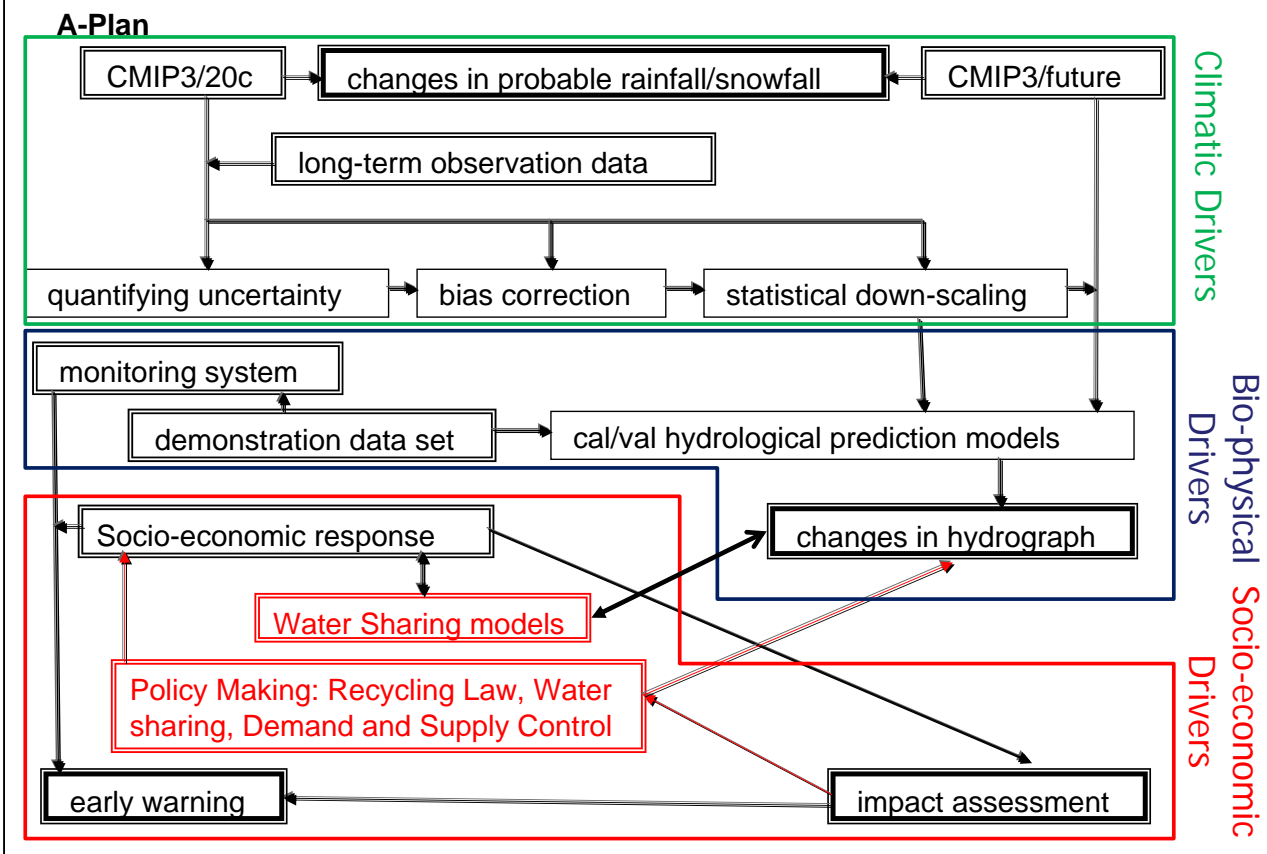 A-Plan
CMIP3/20c
changes in probable rainfall/snowfall
CMIP3/future
long-term observation data
quantifying uncertainty
bias correction
statistical down-scaling
Climatic Drivers
monitoring system
demonstration data set
cal/val hydrological prediction models
Bio-physical
Drivers
Socio-economic response
changes in hydrograph
Water Sharing models
Policy Making: Recycling Law, Water
sharing, Demand and Supply Control
early warning
impact assessment
Socio-economic
Drivers